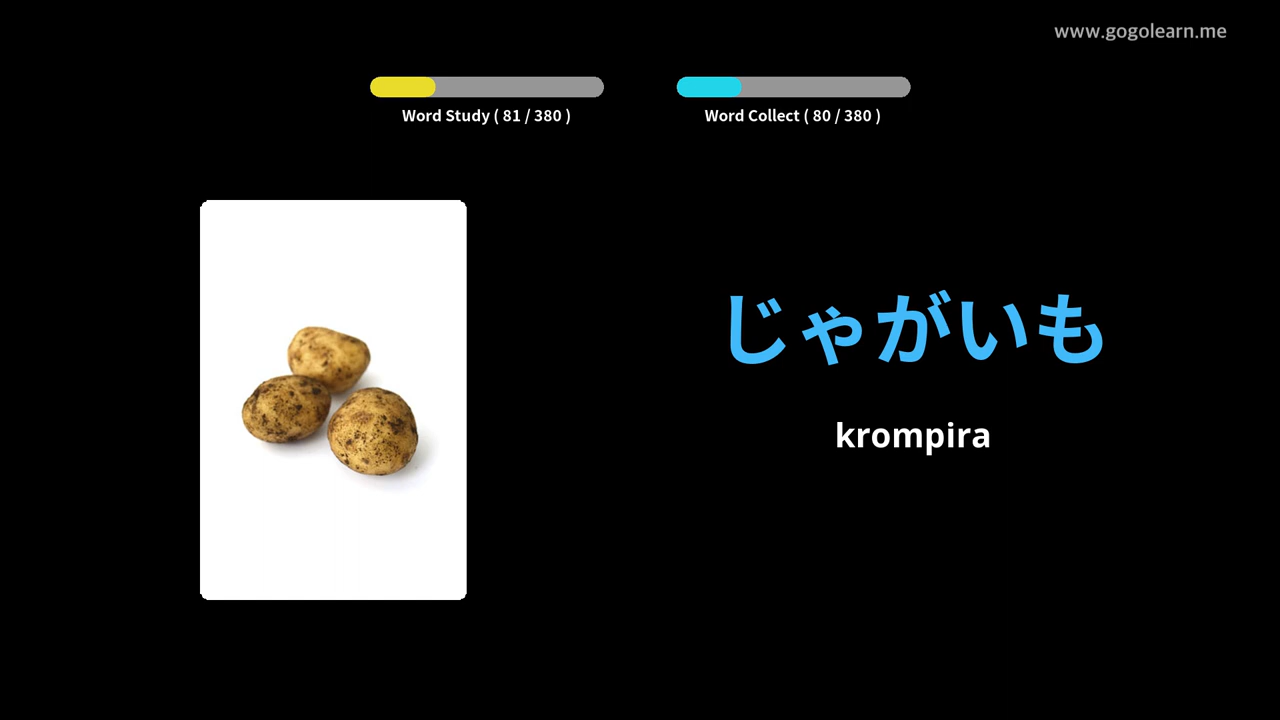 www.gogolearn.me
Word Study ( 81 / 380 )
Word Collect ( 80 / 380 )
じゃがいも
krompira